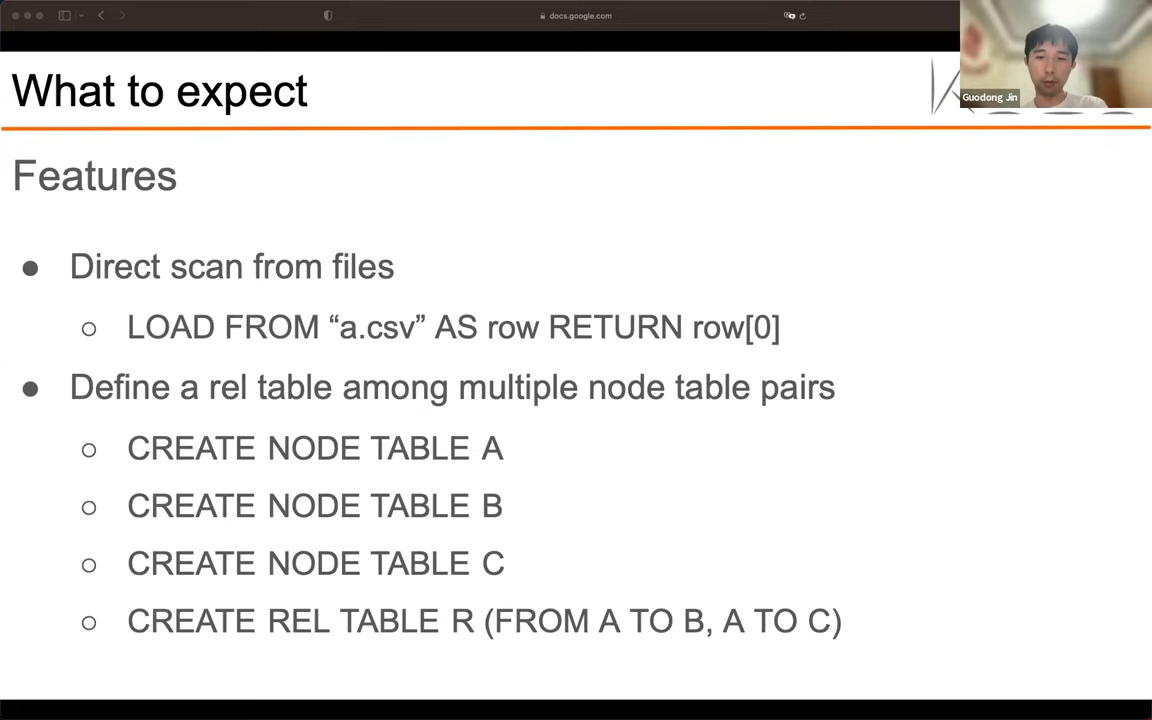 docs.google.com
What to expect
Guodong Jin
Features
● Direct scan from files
○ LOAD FROM “a.csv” AS row RETURN row[0]
● Define a rel table among multiple node table pairs
○ CREATE NODE TABLE A
○ CREATE NODE TABLE B
○ CREATE NODE TABLE C
○ CREATE REL TABLE R (FROM A TO B, A TO C)